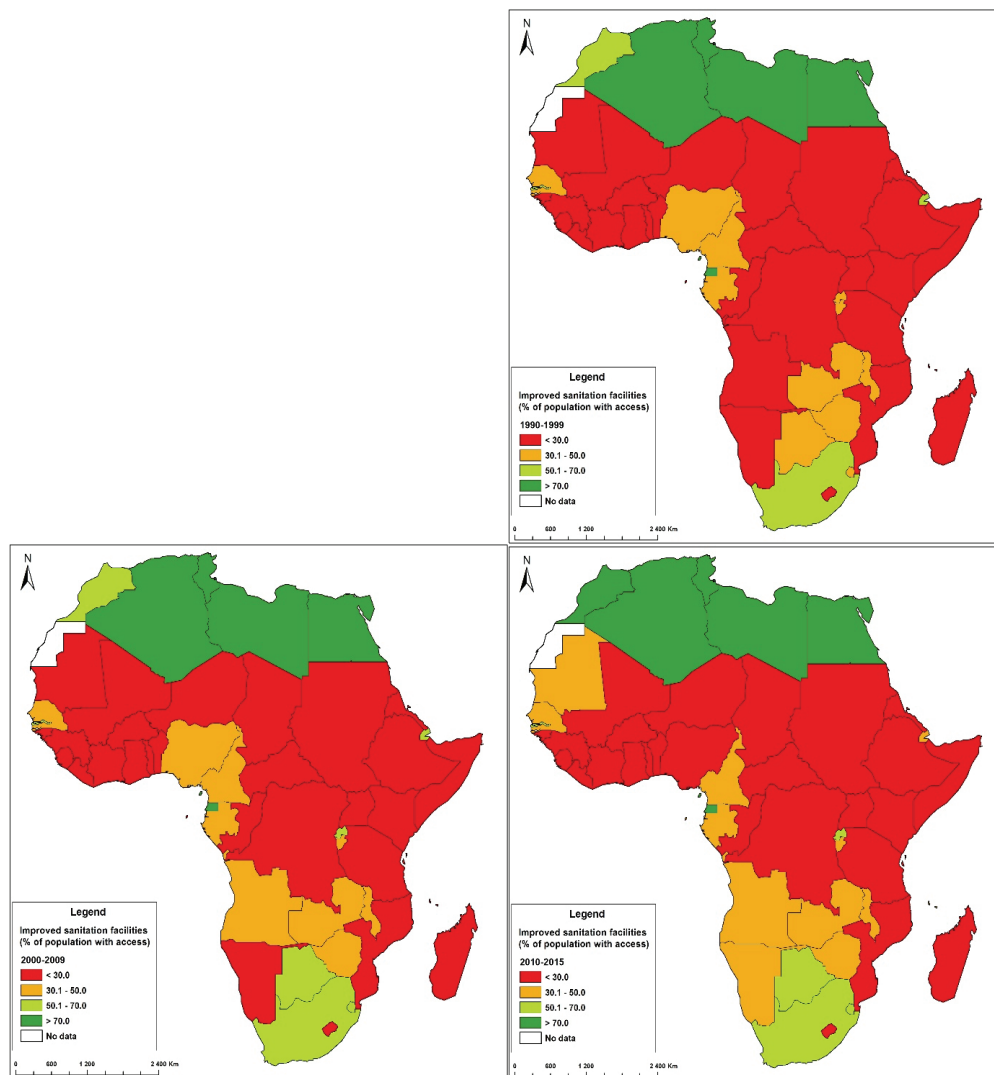 N
Legend
Improved sanitation facilities
(% of population with access)
1990-1999
< 30.0
30.1 - 50.0
50.1 - 70.0
> 70.0
No data
0 600 1 200 2 400 Km
N
Legend
Improved sanitation facilities
(% of population with access)
2000-2009
< 30.0
30.1 - 50.0
50.1 - 70.0
> 70.0
No data
0 600 1 200 2 400 Km
N
Legend
Improved sanitation facilities
(% of population with access)
2010-2015
< 30.0
30.1 - 50.0
50.1 - 70.0
> 70.0
No data
0 600 1 200 2 400 Km